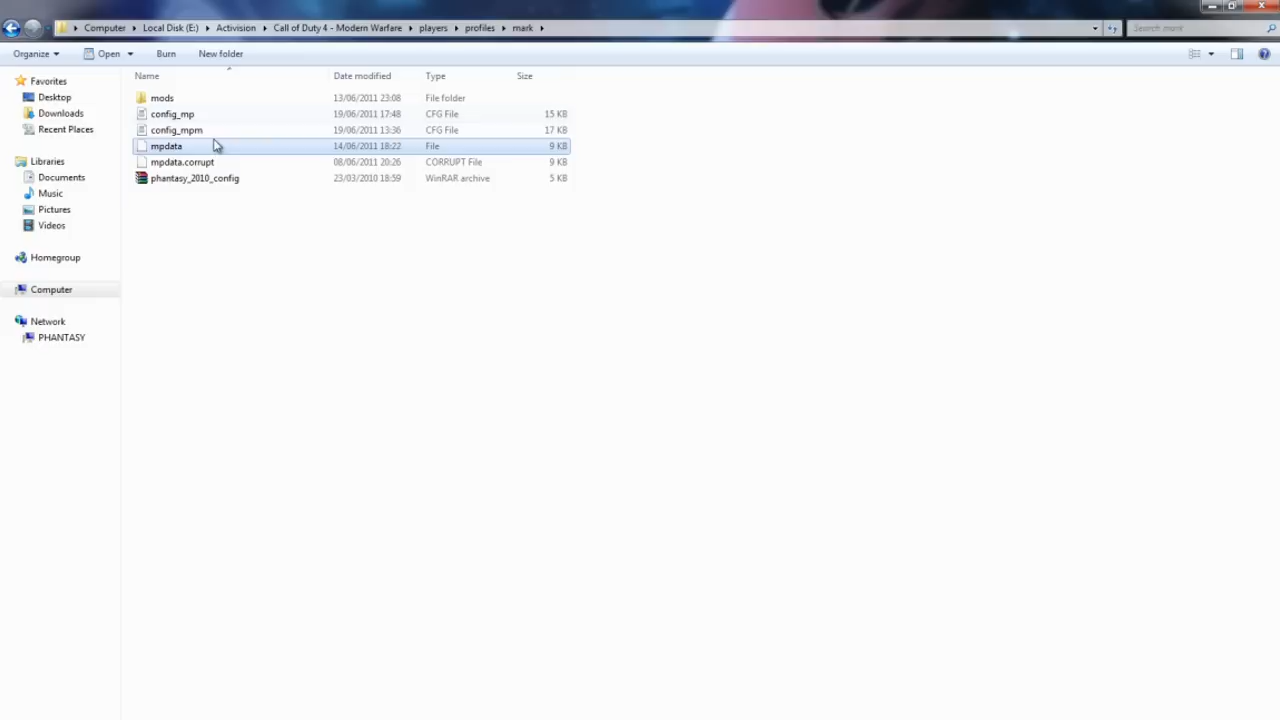 Computer Local Disk (E:) Activision Call of Duty 4 - Modern Warfare players profiles mark Search mark
Organize Open Burn New folder
Favorites
Desktop
Downloads
Recent Places
Libraries
Documents
Music
Pictures
Videos
Homegroup
Computer
Network
PHANTASY
Name Date modified Type Size
mods 13/06/2011 23:08 File folder
config_mp 19/06/2011 17:48 CFG File 15 KB
config_mpm 19/06/2011 13:36 CFG File 17 KB
mpdata 14/06/2011 18:22 File 9 KB
mpdata.corrupt 08/06/2011 20:26 CORRUPT File 9 KB
phantasy_2010_config 23/03/2010 18:59 WinRAR archive 5 KB